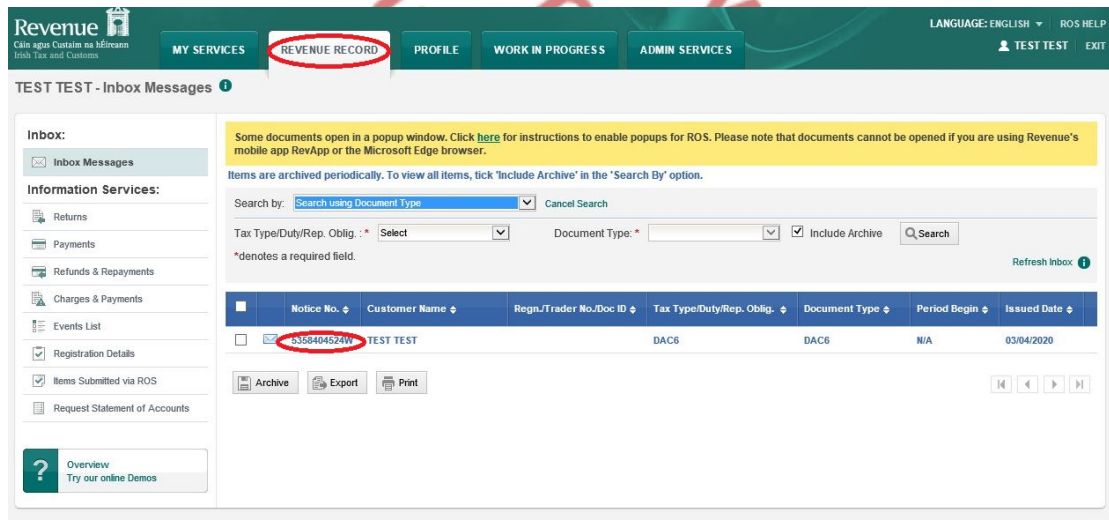 LANGUAGE: ENGLISH ROS HELP
Revenue
Cáin agus Custaim na hÉireann
Irish Tax and Customs
MY SERVICES REVENUE RECORD PROFILE WORK IN PROGRESS ADMIN SERVICES
TEST TEST EXIT
TEST TEST - Inbox Messages i
Inbox:
Inbox Messages
Information Services:
Returns
Payments
Refunds & Repayments
Charges & Payments
Events List
Registration Details
Items Submitted via ROS
Request Statement of Accounts
? Overview
Try our online Demos
Some documents open in a popup window. Click here for instructions to enable popups for ROS. Please note that documents cannot be opened if you are using Revenue's
mobile app RevApp or the Microsoft Edge browser.
Items are archived periodically. To view all items, tick 'Include Archive' in the 'Search By' option.
Search by: Search using Document Type Cancel Search
Tax Type/Duty/Rep. Oblig. : * Select Document Type: * Include Archive Search
*denotes a required field.
Refresh Inbox i
Notice No. Customer Name Regn./Trader No./Doc ID Tax Type/Duty/Rep. Oblig. Document Type Period Begin Issued Date
5358404524W TEST TEST DAC6 DAC6 N/A 03/04/2020
Archive Export Print